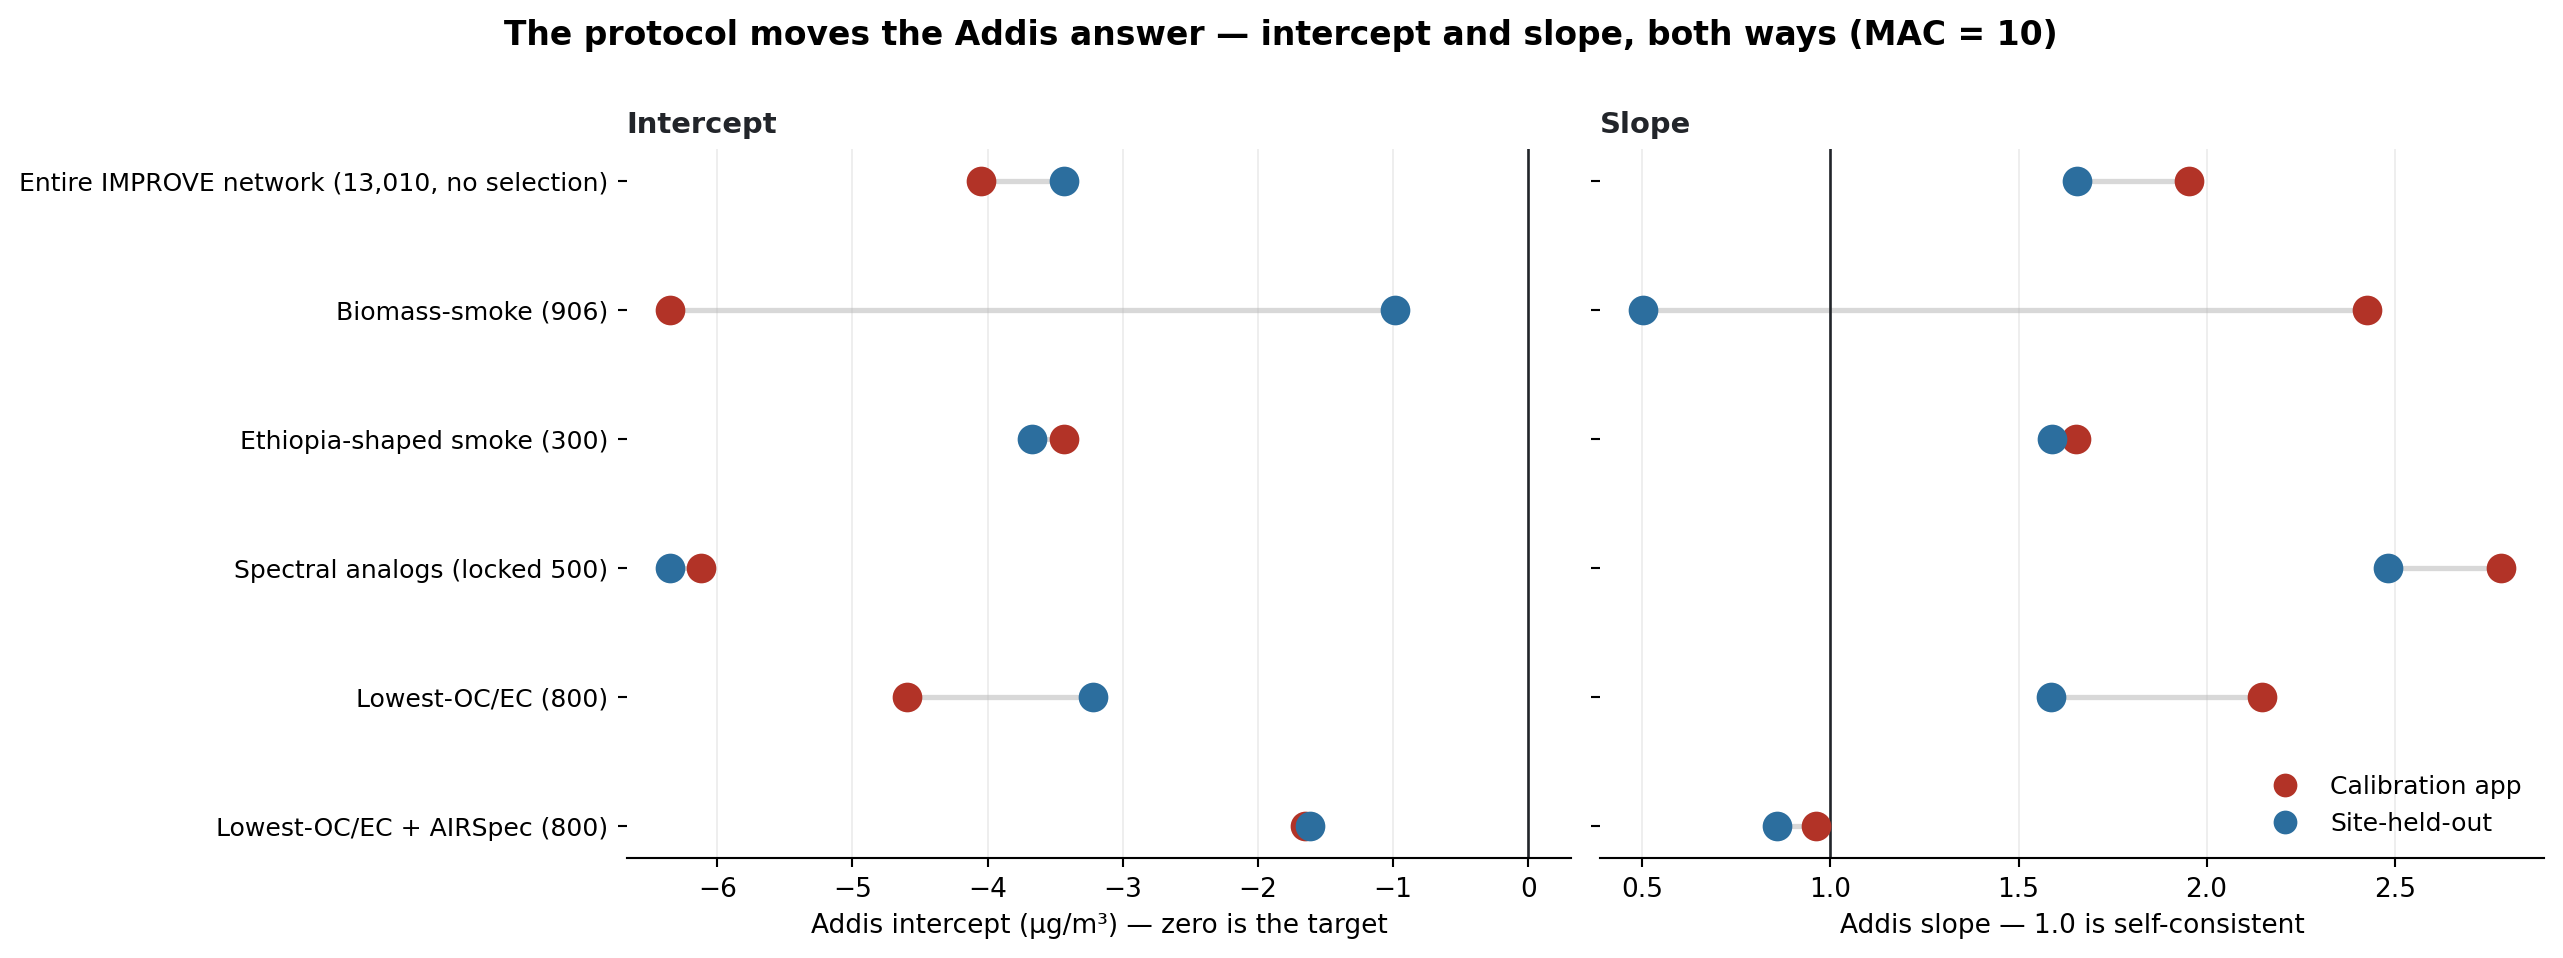 The protocol moves the Addis answer — intercept and slope, both ways (MAC = 10)
Intercept
Slope
Entire IMPROVE network (13,010, no selection)
Biomass-smoke (906)
Ethiopia-shaped smoke (300)
Spectral analogs (locked 500)
Lowest-OC/EC (800)
Lowest-OC/EC + AIRSpec (800)
Calibration app
Site-held-out
−6 −5 −4 −3 −2 −1 0
0.5 1.0 1.5 2.0 2.5
Addis intercept (µg/m³) — zero is the target
Addis slope — 1.0 is self-consistent